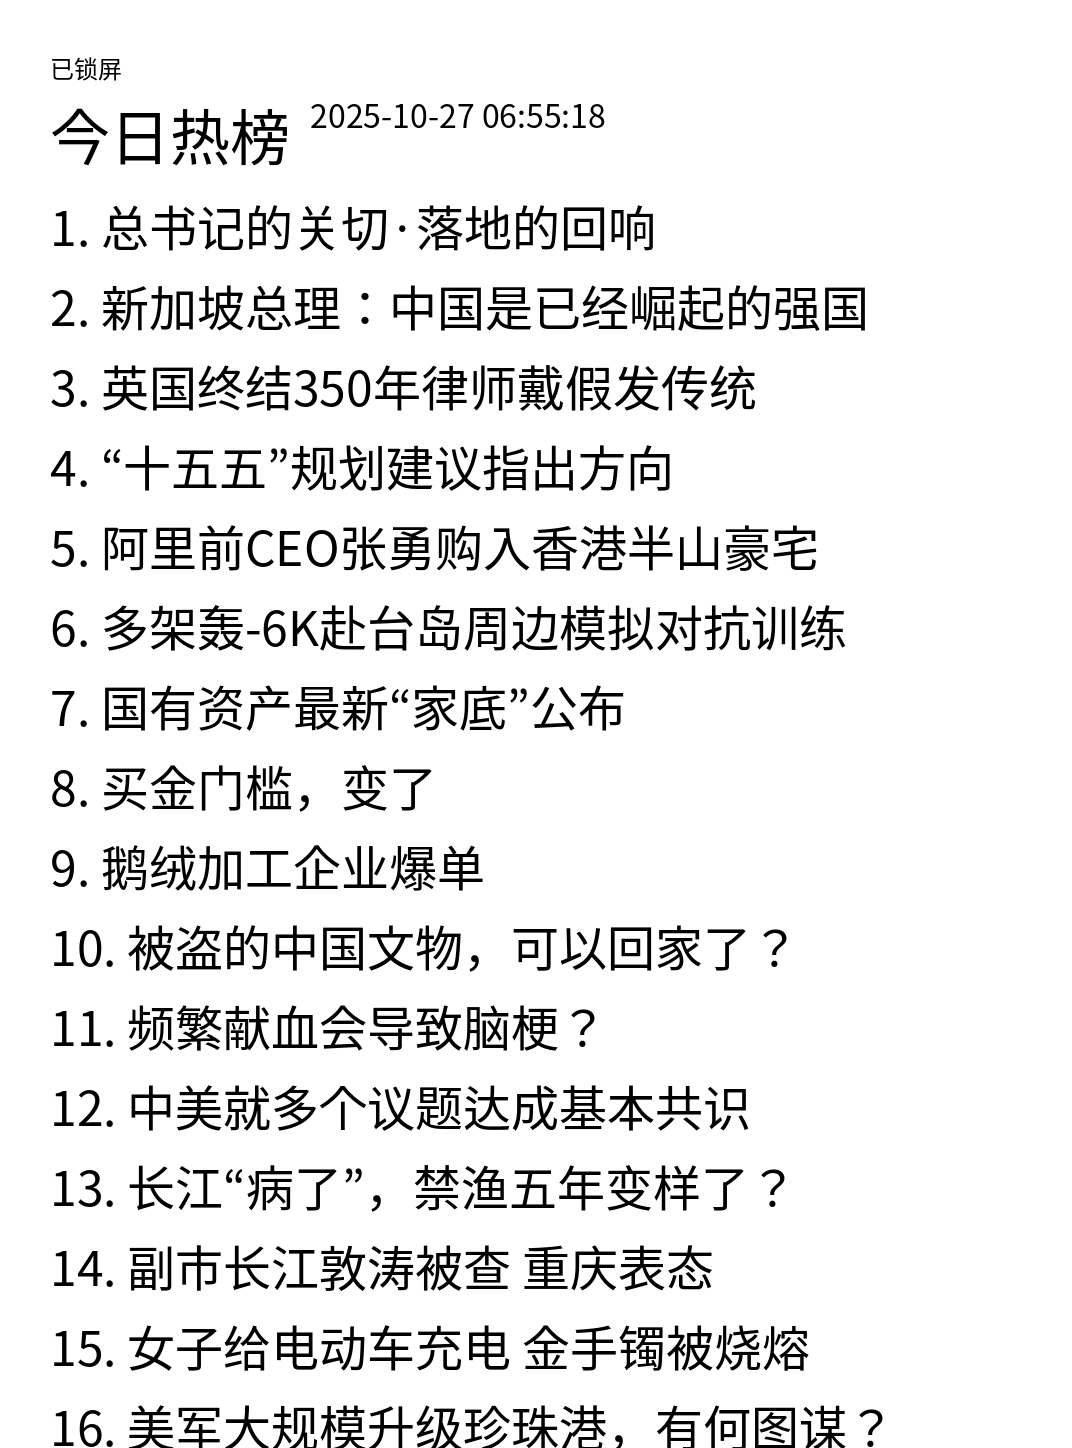 已锁屏
今日热榜 2025-10-27 06:55:18
1. 总书记的关切·落地的回响
2. 新加坡总理：中国是已经崛起的强国
3. 英国终结350年律师戴假发传统
4. “十五五”规划建议指出方向
5. 阿里前CEO张勇购入香港半山豪宅
6. 多架轰-6K赴台岛周边模拟对抗训练
7. 国有资产最新“家底”公布
8. 买金门槛，变了
9. 鹅绒加工企业爆单
10. 被盗的中国文物，可以回家了？
11. 频繁献血会导致脑梗？
12. 中美就多个议题达成基本共识
13. 长江“病了”，禁渔五年变样了？
14. 副市长江敦涛被查 重庆表态
15. 女子给电动车充电 金手镯被烧熔
16. 美军大规模升级珍珠港，有何图谋？